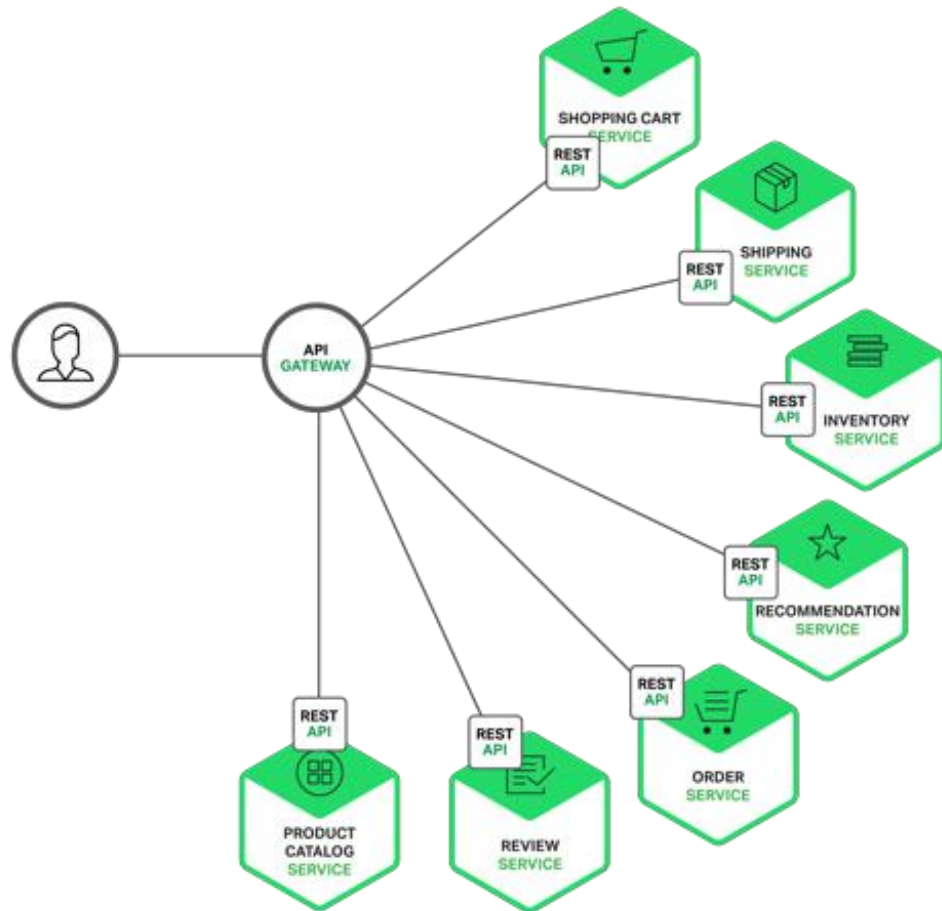 SHOPPING CART
SERVICE
REST
API
SHIPPING
SERVICE
REST
API
API
GATEWAY
REST
API
INVENTORY
SERVICE
REST
API
RECOMMENDATION
SERVICE
REST
API
ORDER
SERVICE
REST
API
REVIEW
SERVICE
REST
API
PRODUCT
CATALOG
SERVICE